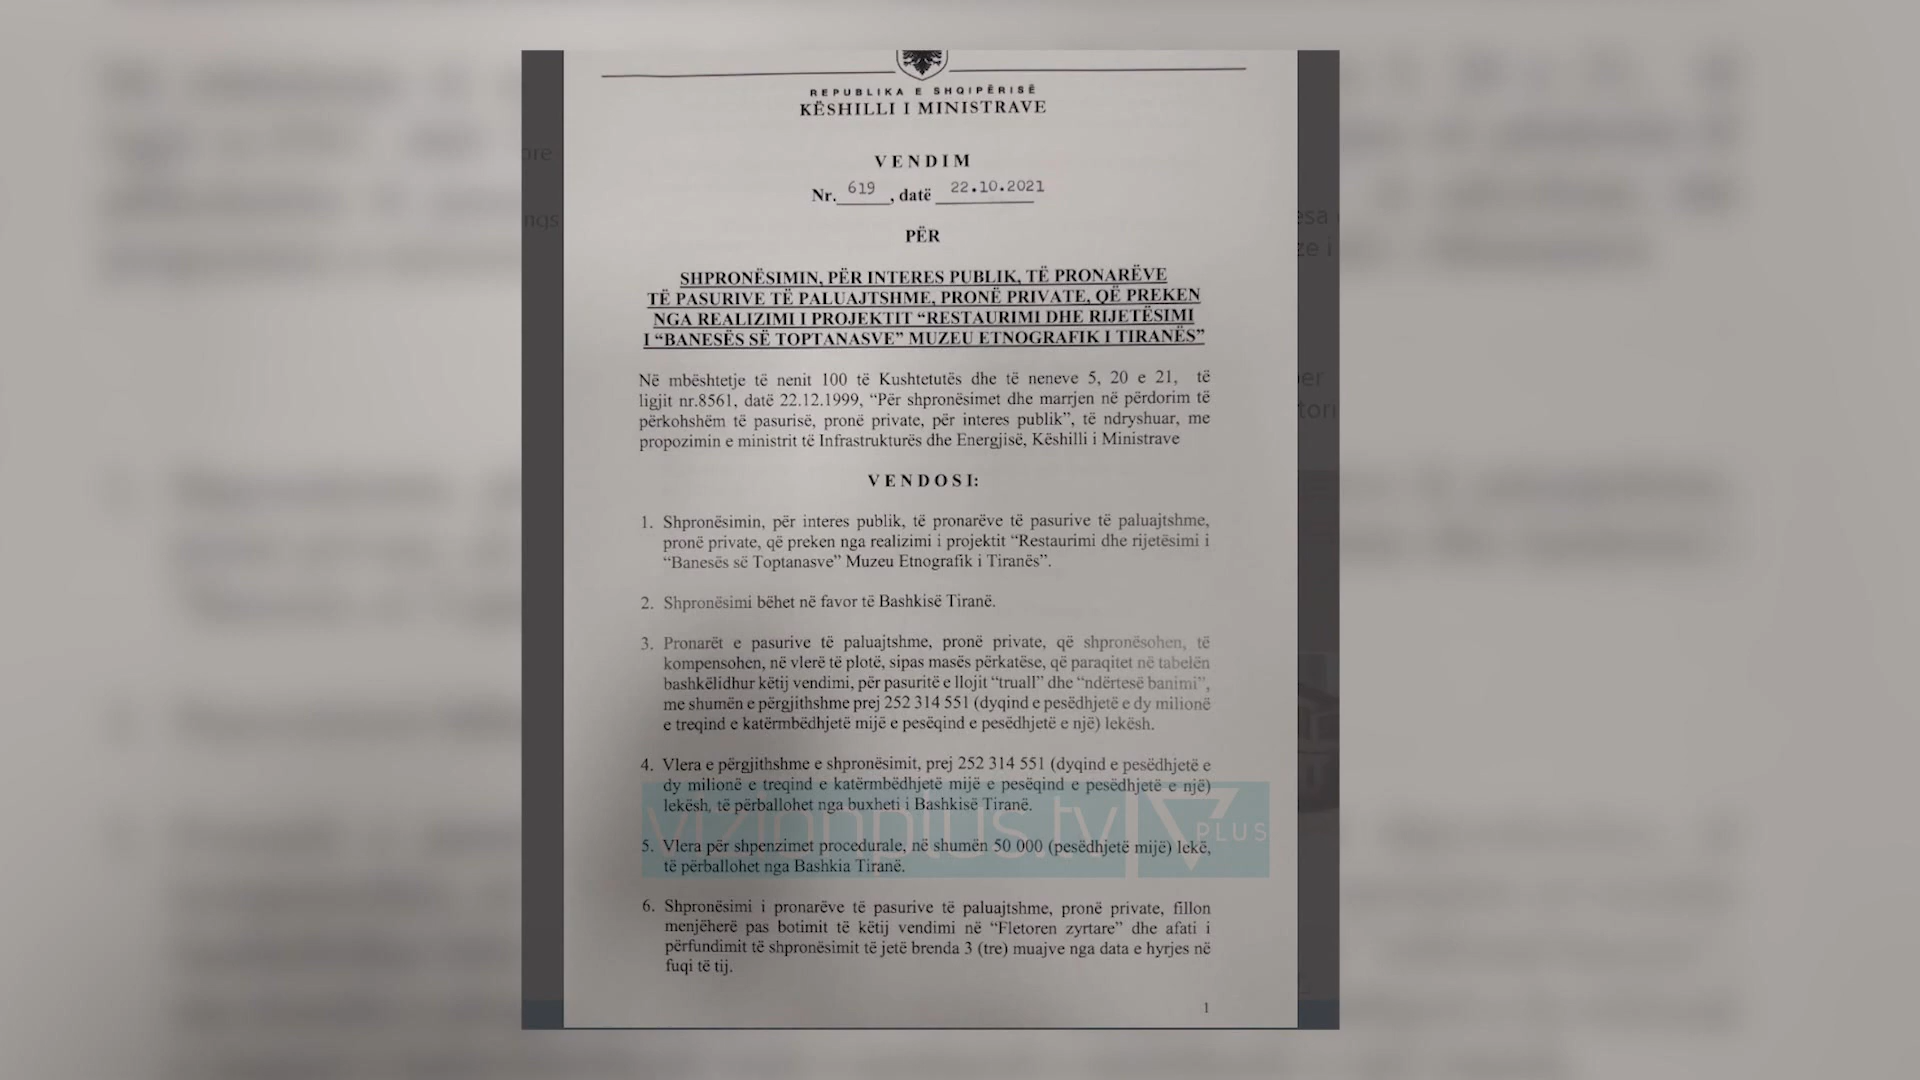 REPUBLIKA E SHQIPËRISË
KËSHILLI I MINISTRAVE
VENDIM
Nr. 619, datë 22.10.2021
PËR
SHPRONËSIMIN, PËR INTERES PUBLIK, TË PRONARËVE
TË PASURIVE TË PALUAJTSHME, PRONË PRIVATE, QË PREKEN
NGA REALIZIMI I PROJEKTIT “RESTAURIMI DHE RIJETËSIMI
I “BANESËS SË TOPTANASVE” MUZEU ETNOGRAFIK I TIRANËS”
Në mbështetje të nenit 100 të Kushtetutës dhe të neneve 5, 20 e 21, të
ligjit nr.8561, datë 22.12.1999, “Për shpronësimet dhe marrjen në përdorim të
përkohshëm të pasurisë, pronë private, për interes publik”, të ndryshuar, me
propozimin e ministrit të Infrastrukturës dhe Energjisë, Këshilli i Ministrave
VENDOSI:
1. Shpronësimin, për interes publik, të pronarëve të pasurive të paluajtshme,
pronë private, që preken nga realizimi i projektit “Restaurimi dhe rijetësimi i
“Banesës së Toptanasve” Muzeu Etnografik i Tiranës”.
2. Shpronësimi bëhet në favor të Bashkisë Tiranë.
3. Pronarët e pasurive të paluajtshme, pronë private, që shpronësohen, të
kompensohen, në vlerë të plotë, sipas masës përkatëse, që paraqitet në tabelën
bashkëlidhur këtij vendimi, për pasuritë e llojit “truall” dhe “ndërtesë banimi”,
me shumën e përgjithshme prej 252 314 551 (dyqind e pesëdhjetë e dy milionë
e treqind e katërmbëdhjetë mijë e pesëqind e pesëdhjetë e një) lekësh.
4. Vlera e përgjithshme e shpronësimit, prej 252 314 551 (dyqind e pesëdhjetë e
dy milionë e treqind e katërmbëdhjetë mijë e pesëqind e pesëdhjetë e një)
lekësh, të përballohet nga buxheti i Bashkisë Tiranë.
vizionplus.tv PLUS
5. Vlera për shpenzimet procedurale, në shumën 50 000 (pesëdhjetë mijë) lekë,
të përballohet nga Bashkia Tiranë.
6. Shpronësimi i pronarëve të pasurive të paluajtshme, pronë private, fillon
menjëherë pas botimit të këtij vendimi në “Fletoren zyrtare” dhe afati i
përfundimit të shpronësimit të jetë brenda 3 (tre) muajve nga data e hyrjes në
fuqi të tij.
1